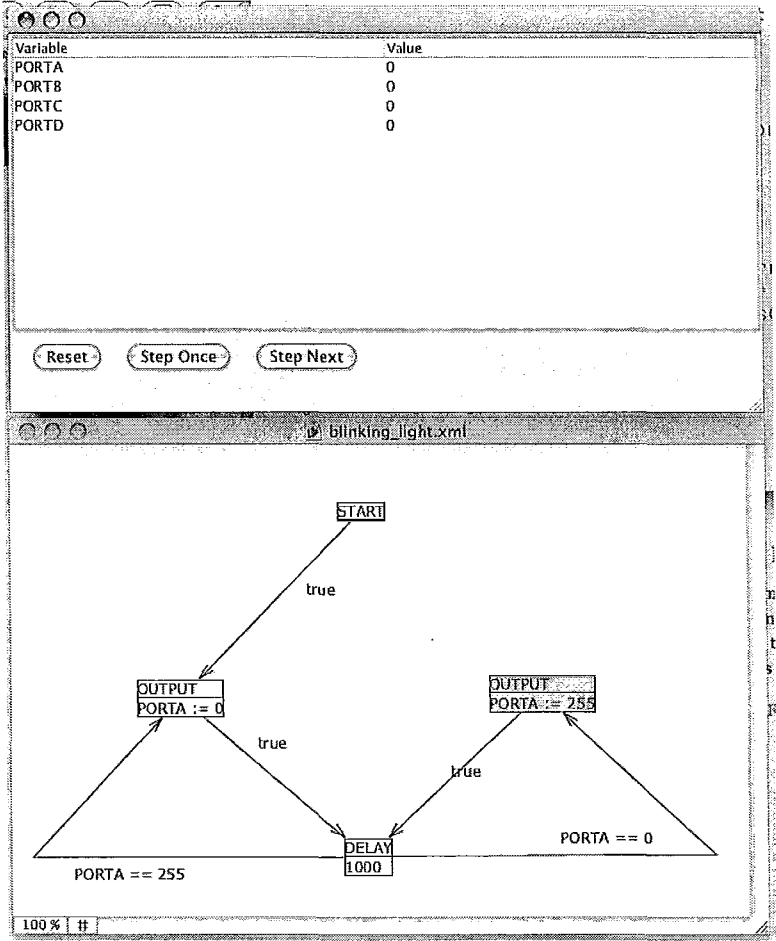 Variable Value
PORTA 0
PORTB 0
PORTC 0
PORTD 0
Reset Step Once Step Next
blinking_light.xml
START
true
OUTPUT
PORTA := 0
OUTPUT
PORTA := 255
true
true
PORTA == 0
DELAY
1000
PORTA == 255
100% #